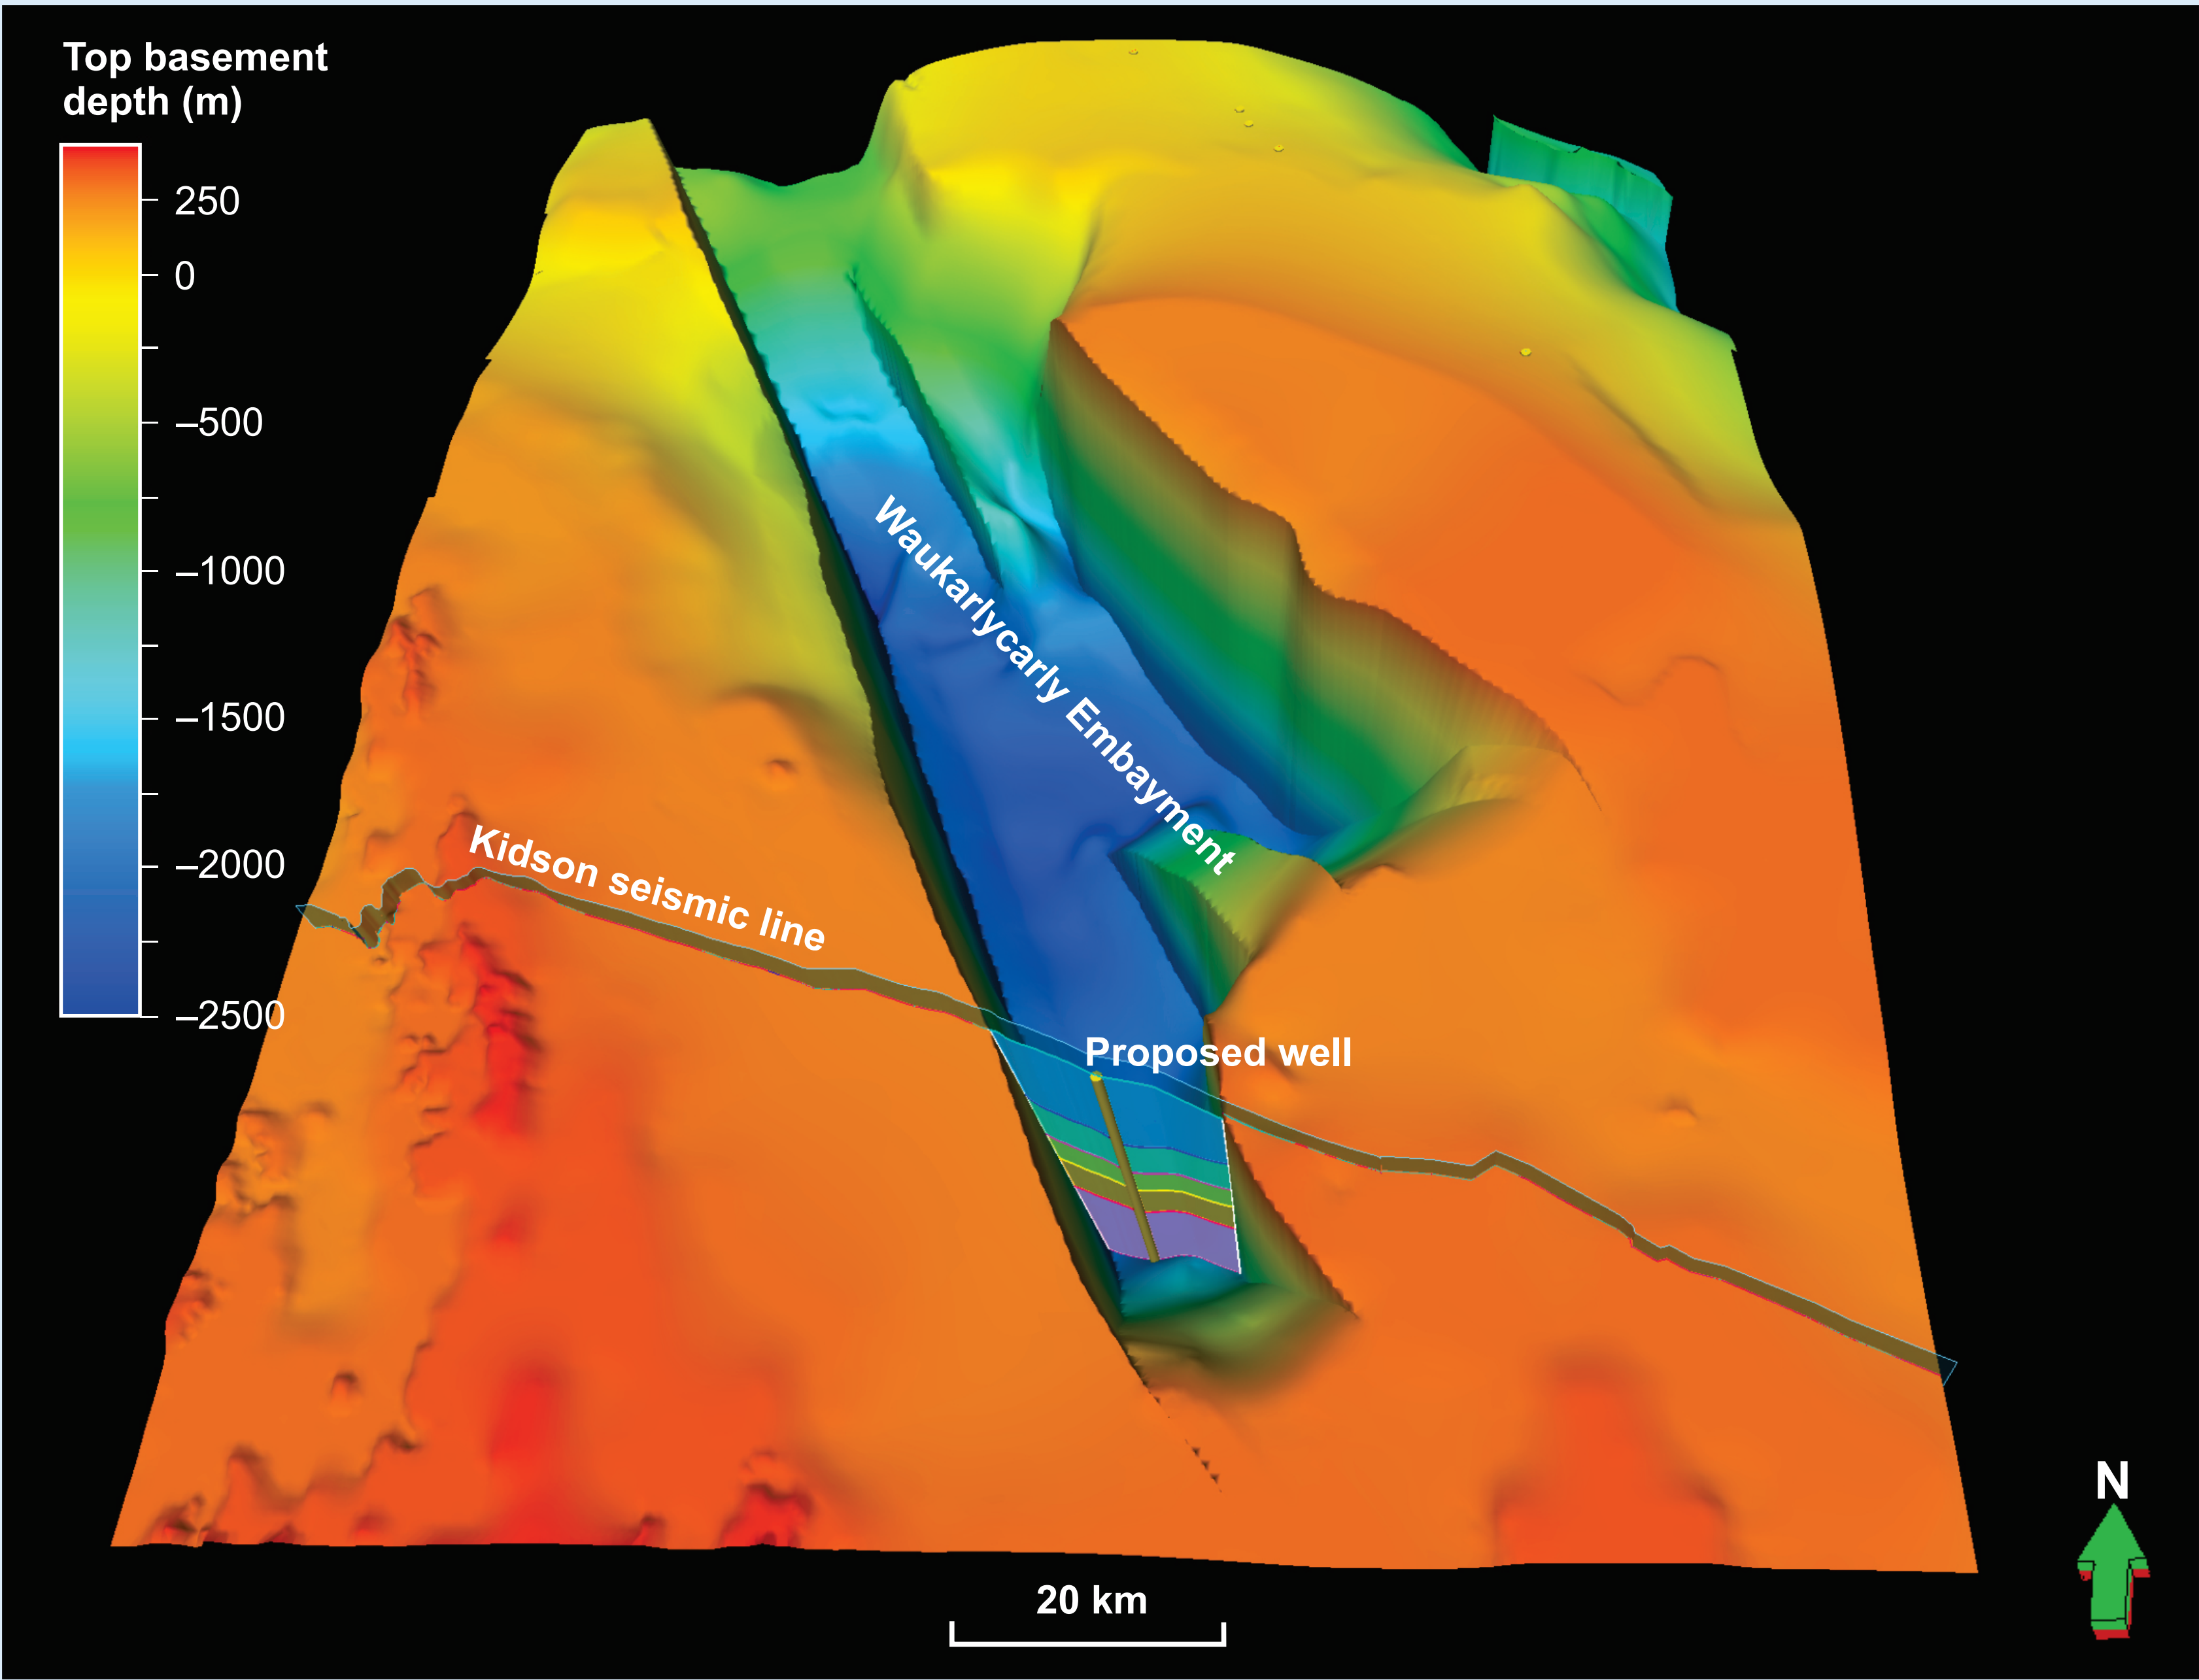 Top basement
depth (m)
250
0
–500
–1000
–1500
–2000
–2500
Waukarlycarly Embayment
Kidson seismic line
Proposed well
20 km
N